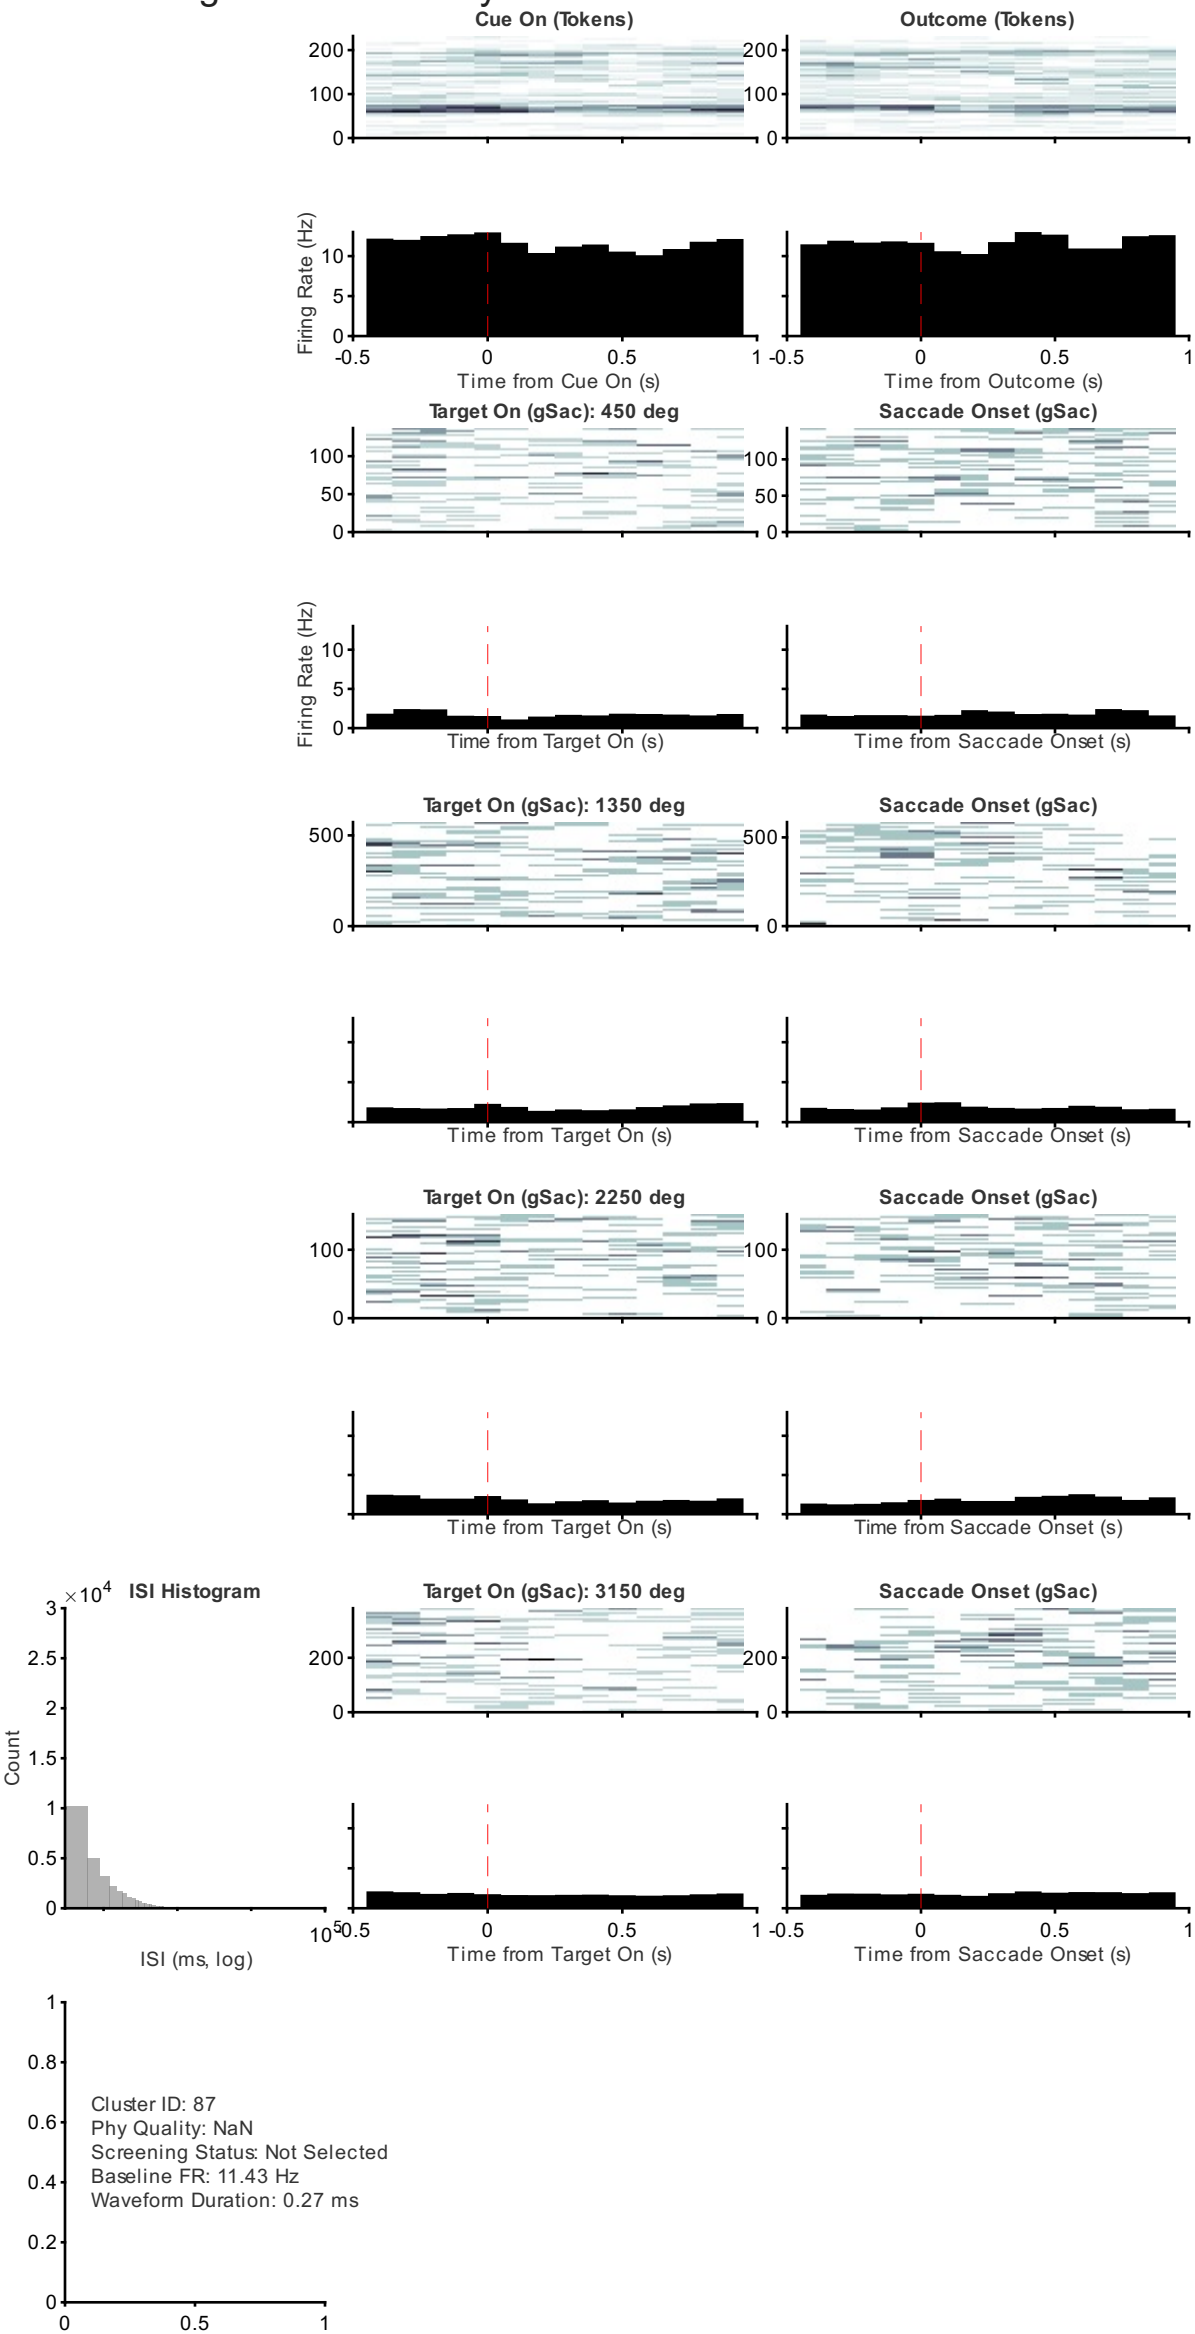 Cue On (Tokens)
Outcome (Tokens)
200
100
0
200
100
0
Firing Rate (Hz)
10
5
0
-0.5
0
0.5
1
-0.5
0
0.5
1
Time from Cue On (s)
Time from Outcome (s)
Target On (gSac): 450 deg
Saccade Onset (gSac)
100
50
0
100
50
0
Firing Rate (Hz)
10
5
0
Time from Target On (s)
Time from Saccade Onset (s)
Target On (gSac): 1350 deg
Saccade Onset (gSac)
500
0
500
0
Time from Target On (s)
Time from Saccade Onset (s)
Target On (gSac): 2250 deg
Saccade Onset (gSac)
100
0
100
0
Time from Target On (s)
Time from Saccade Onset (s)
×10^4
ISI Histogram
Target On (gSac): 3150 deg
Saccade Onset (gSac)
3
2.5
2
1.5
1
0.5
0
Count
10^5
ISI (ms, log)
200
0
200
0
-0.5
0
0.5
1
-0.5
0
0.5
1
Time from Target On (s)
Time from Saccade Onset (s)
1
0.8
0.6
0.4
0.2
0
Cluster ID: 87
Phy Quality: NaN
Screening Status: Not Selected
Baseline FR: 11.43 Hz
Waveform Duration: 0.27 ms
0
0.5
1